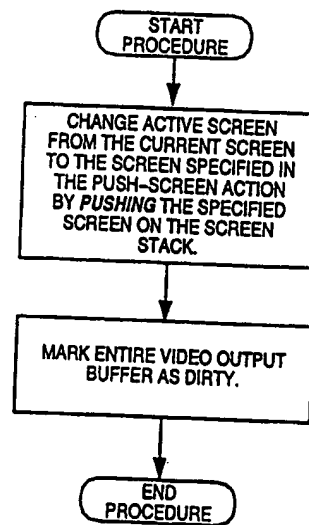 START
PROCEDURE
CHANGE ACTIVE SCREEN
FROM THE CURRENT SCREEN
TO THE SCREEN SPECIFIED IN
THE PUSH–SCREEN ACTION
BY PUSHING THE SPECIFIED
SCREEN ON THE SCREEN
STACK.
MARK ENTIRE VIDEO OUTPUT
BUFFER AS DIRTY.
END
PROCEDURE